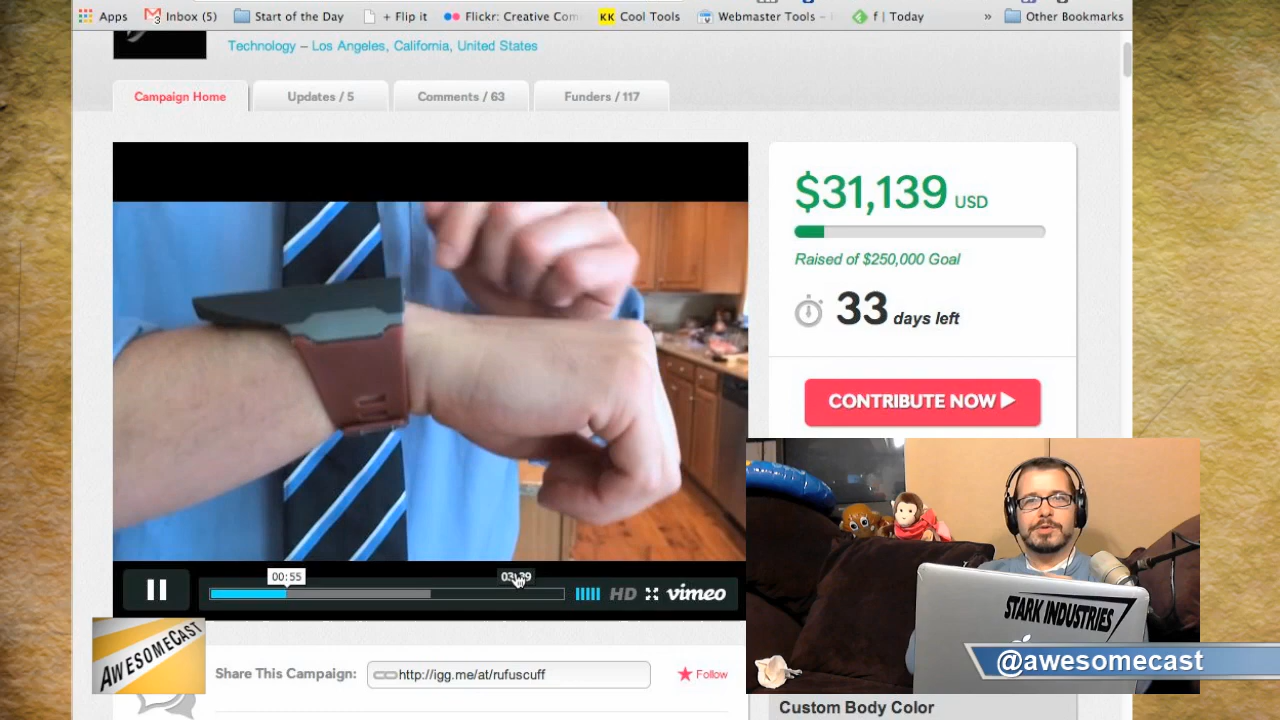 Apps Inbox (5) Start of the Day + Flip it Flickr: Creative Com KK Cool Tools Webmaster Tools - f | Today » Other Bookmarks
Technology – Los Angeles, California, United States
Campaign Home Updates / 5 Comments / 63 Funders / 117
$31,139 USD
Raised of $250,000 Goal
33 days left
CONTRIBUTE NOW
00:55
HD vimeo
STARK INDUSTRIES
AWESOMECAST
@awesomecast
Share This Campaign: http://igg.me/at/rufuscuff Follow
Custom Body Color